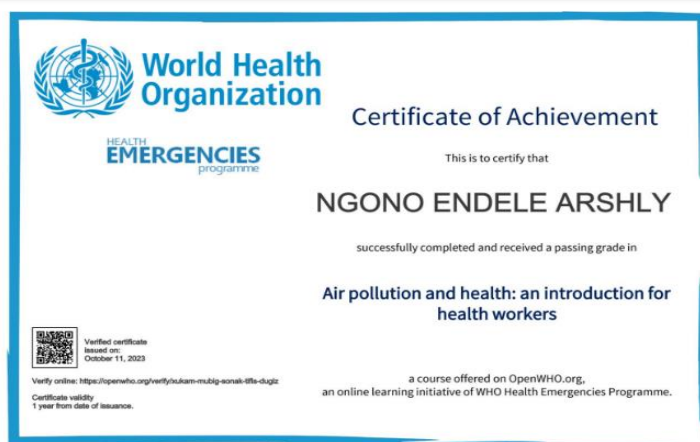 World Health
Organization
HEALTH
EMERGENCIES
programme
Certificate of Achievement
This is to certify that
NGONO ENDELE ARSHLY
successfully completed and received a passing grade in
Air pollution and health: an introduction for
health workers
Verified certificate
Issued on:
October 11, 2023
Verify online: https://openwho.org/verify/xukam-mubig-sonak-tifis-dugiz
Certificate validity
1 year from date of issuance.
a course offered on OpenWHO.org,
an online learning initiative of WHO Health Emergencies Programme.